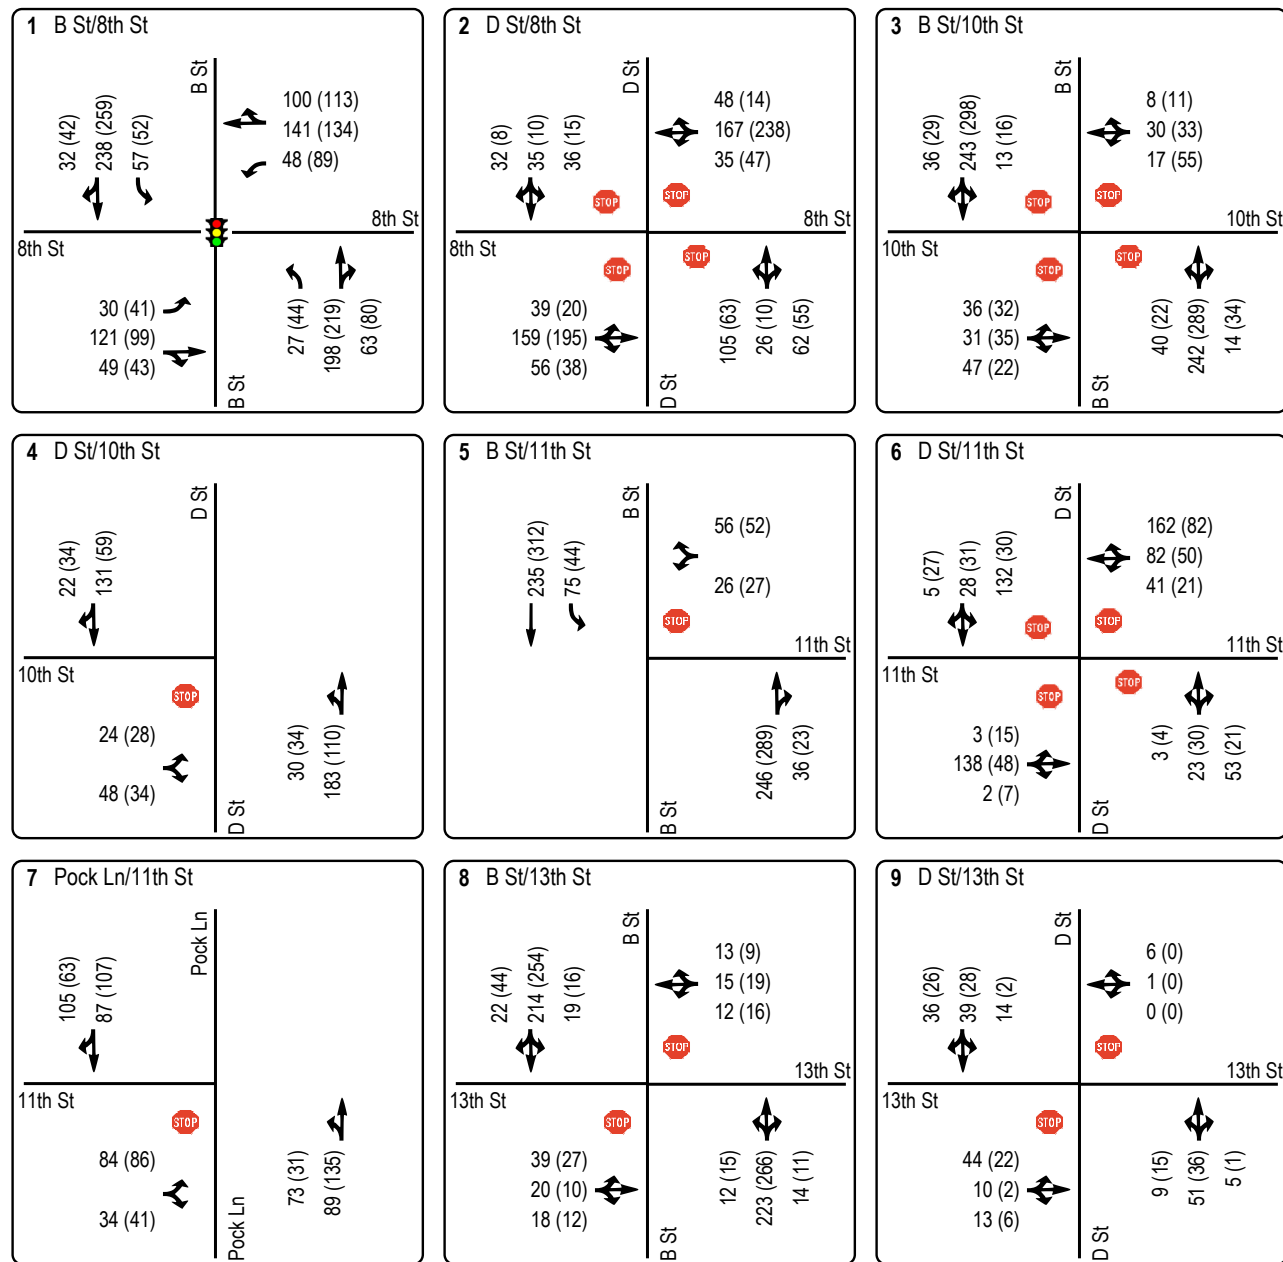 1 B St/8th St
B St
32 (42)
238 (259)
57 (52)
100 (113)
141 (134)
48 (89)
8th St
8th St
30 (41)
121 (99)
49 (43)
27 (44)
198 (219)
63 (80)
B St
2 D St/8th St
D St
32 (8)
35 (10)
36 (15)
48 (14)
167 (238)
35 (47)
STOP
STOP
8th St
8th St
STOP
STOP
39 (20)
159 (195)
56 (38)
105 (63)
26 (10)
62 (55)
D St
3 B St/10th St
B St
36 (29)
243 (298)
13 (16)
8 (11)
30 (33)
17 (55)
STOP
STOP
10th St
10th St
STOP
STOP
36 (32)
31 (35)
47 (22)
40 (22)
242 (289)
14 (34)
B St
4 D St/10th St
D St
22 (34)
131 (59)
10th St
STOP
24 (28)
48 (34)
30 (34)
183 (110)
D St
5 B St/11th St
B St
235 (312)
75 (44)
56 (52)
26 (27)
STOP
11th St
246 (289)
36 (23)
B St
6 D St/11th St
D St
5 (27)
28 (31)
132 (30)
162 (82)
82 (50)
41 (21)
STOP
STOP
11th St
11th St
STOP
STOP
3 (15)
138 (48)
2 (7)
3 (4)
23 (30)
53 (21)
D St
7 Pock Ln/11th St
Pock Ln
105 (63)
87 (107)
11th St
STOP
84 (86)
34 (41)
73 (31)
89 (135)
Pock Ln
8 B St/13th St
B St
22 (44)
214 (254)
19 (16)
13 (9)
15 (19)
12 (16)
STOP
13th St
13th St
STOP
39 (27)
20 (10)
18 (12)
12 (15)
223 (266)
14 (11)
B St
9 D St/13th St
D St
36 (26)
39 (28)
14 (2)
6 (0)
1 (0)
0 (0)
STOP
13th St
13th St
STOP
44 (22)
10 (2)
13 (6)
9 (15)
51 (36)
5 (1)
D St